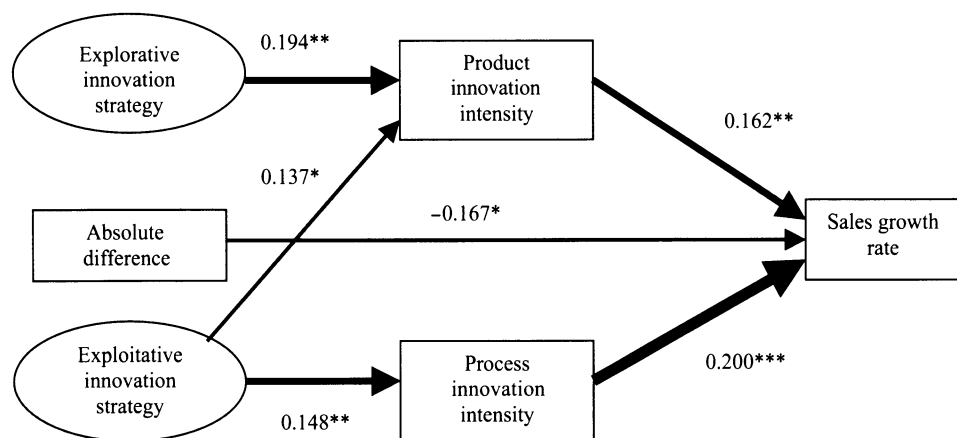 Explorative
innovation
strategy
0.194**
Product
innovation
intensity
0.162**
0.137*
−0.167*
Absolute
difference
Sales growth
rate
Exploitative
innovation
strategy
0.148**
Process
innovation
intensity
0.200***